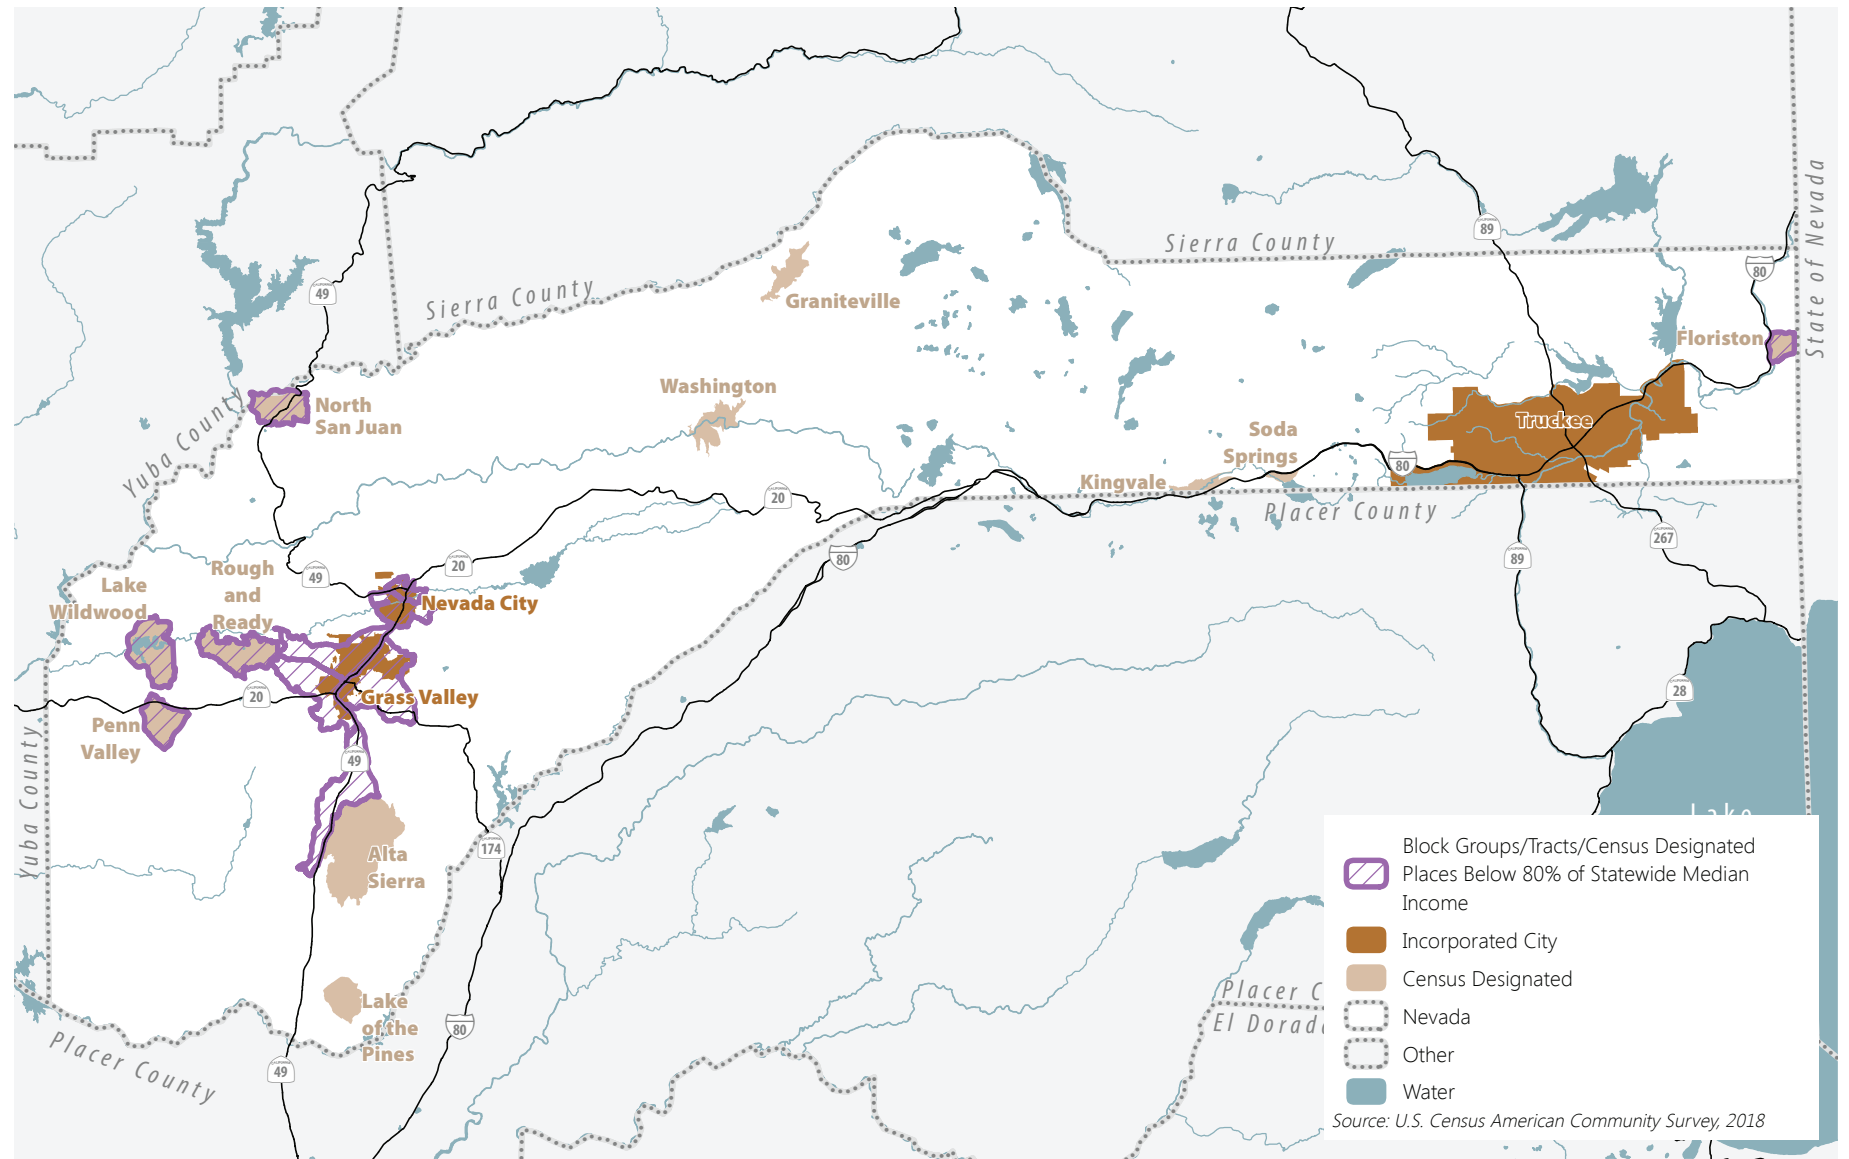 Sierra County
89
State of Nevada
80
49
Sierra County
Graniteville
Floriston
Washington
North
San Juan
Yuba County
Truckee
Soda
Springs
80
Kingvale
20
Placer County
267
49
20
80
89
Lake
Wildwood
Rough
and
Ready
Nevada City
20
Grass Valley
28
Penn
Valley
49
Yuba County
Lake
174
Alta
Sierra
Lake
of the
Pines
80
49
Placer County
Placer C
El Dorado
Block Groups/Tracts/Census Designated
Places Below 80% of Statewide Median
Income
Incorporated City
Census Designated
Nevada
Other
Water
Source: U.S. Census American Community Survey, 2018